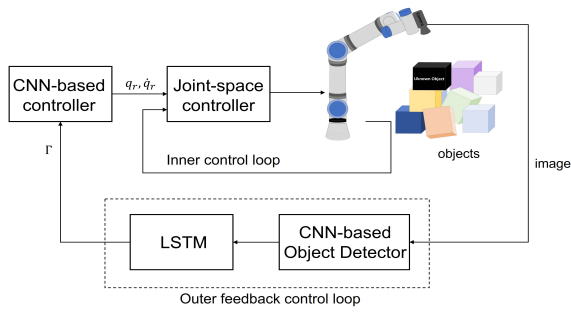 CNN-based
controller
q_r, q̇_r
Joint-space
controller
Uknown Object
objects
Inner control loop
Γ
image
LSTM
CNN-based
Object Detector
Outer feedback control loop